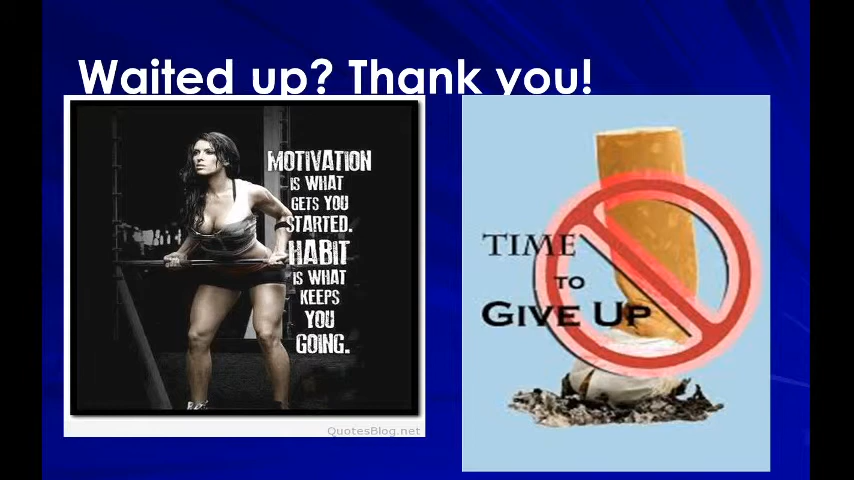 Waited up? Thank you!
MOTIVATION
IS WHAT
GETS YOU
STARTED.
HABIT
IS WHAT
KEEPS
YOU
GOING.
QuotesBlog.net
TIME
TO
GIVE UP